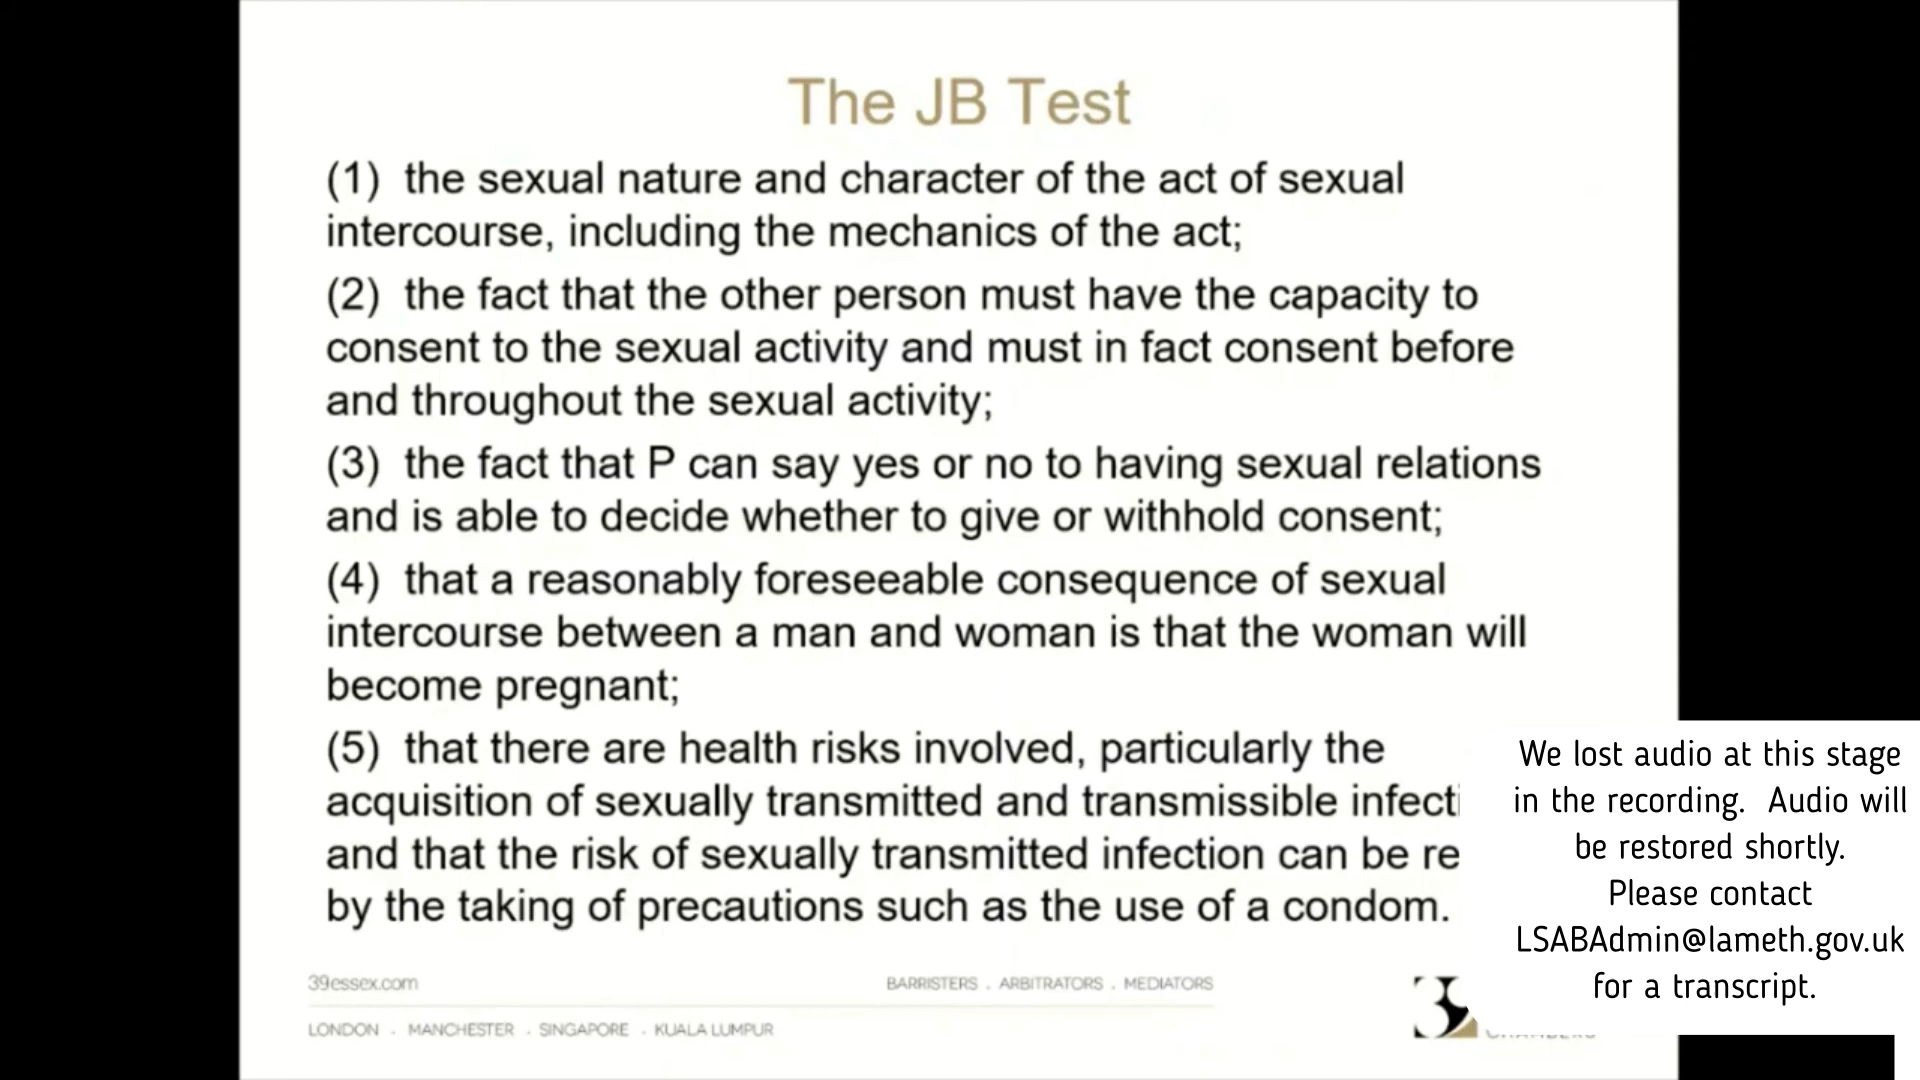 The JB Test
(1) the sexual nature and character of the act of sexual
intercourse, including the mechanics of the act;
(2) the fact that the other person must have the capacity to
consent to the sexual activity and must in fact consent before
and throughout the sexual activity;
(3) the fact that P can say yes or no to having sexual relations
and is able to decide whether to give or withhold consent;
(4) that a reasonably foreseeable consequence of sexual
intercourse between a man and woman is that the woman will
become pregnant;
(5) that there are health risks involved, particularly the
acquisition of sexually transmitted and transmissible infecti
and that the risk of sexually transmitted infection can be re
by the taking of precautions such as the use of a condom.
We lost audio at this stage
in the recording. Audio will
be restored shortly.
Please contact
LSABAdmin@lameth.gov.uk
for a transcript.
39essex.com
BARRISTERS . ARBITRATORS . MEDIATORS
LONDON . MANCHESTER . SINGAPORE . KUALA LUMPUR
39